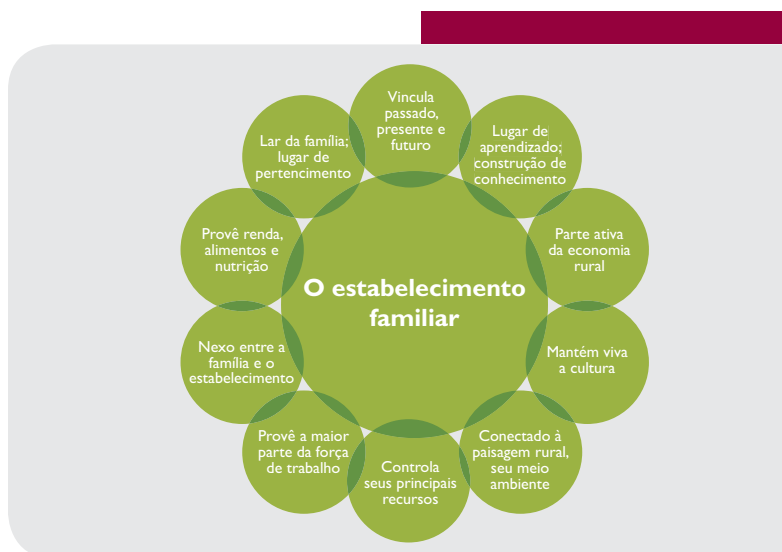 Vincula
passado,
presente e
futuro
Lugar de
aprendizado;
construção de
conhecimento
Parte ativa
da economia
rural
Mantém viva
a cultura
Conectado à
paisagem rural,
seu meio
ambiente
Controla
seus principais
recursos
Provê a maior
parte da força
de trabalho
Nexo entre a
família e o
estabelecimento
Provê renda,
alimentos e
nutrição
Lar da família;
lugar de
pertencimento
O estabelecimento
familiar